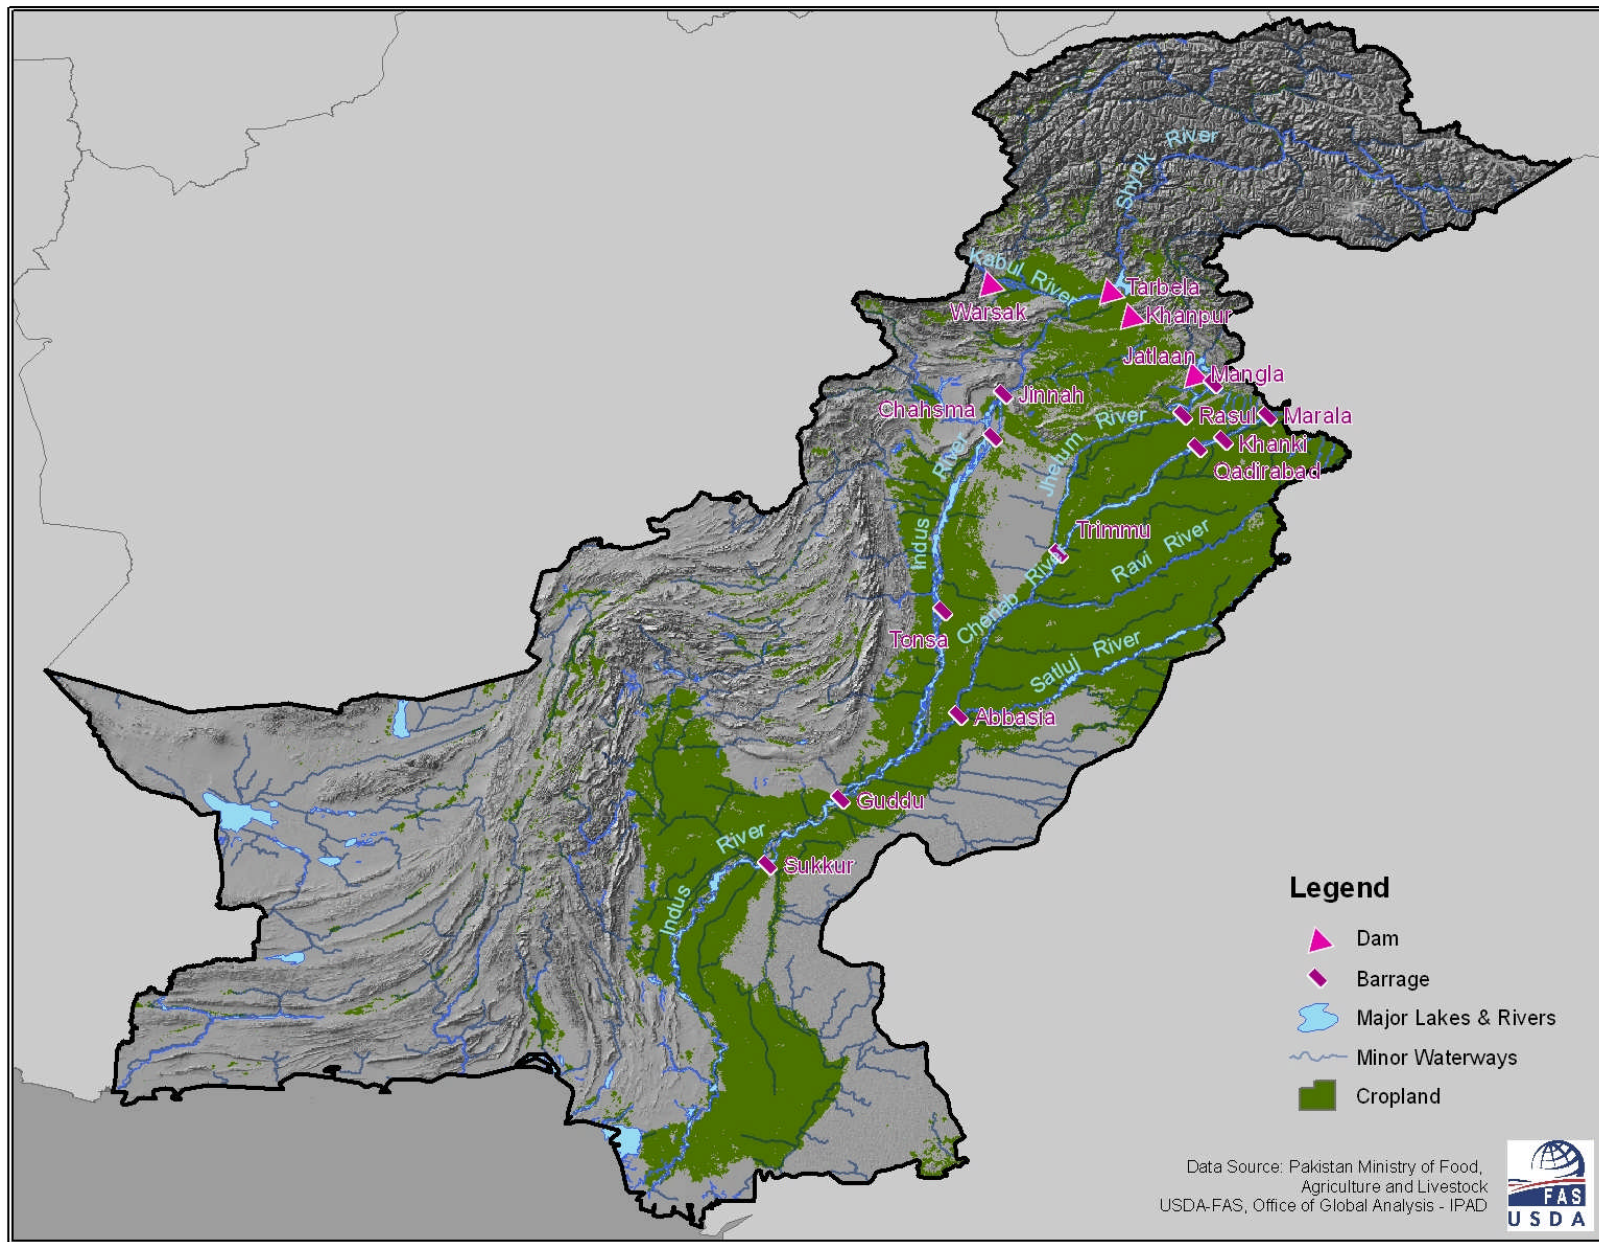 Shybk River
Kabul River
Tarbela
Warsak
Khanpur
Jatlaan
Mangla
Jinnah
Chahsma
Rasul
Marala
Jhelum River
Khanki
Qadirabad
Indus River
Trimmu
Ravi River
Chenab River
Tonsa
Satluj River
Abbasia
Guddu
Indus River
Sukkur
Legend
Dam
Barrage
Major Lakes & Rivers
Minor Waterways
Cropland
Data Source: Pakistan Ministry of Food,
Agriculture and Livestock
USDA-FAS, Office of Global Analysis - IPAD
FAS
USDA